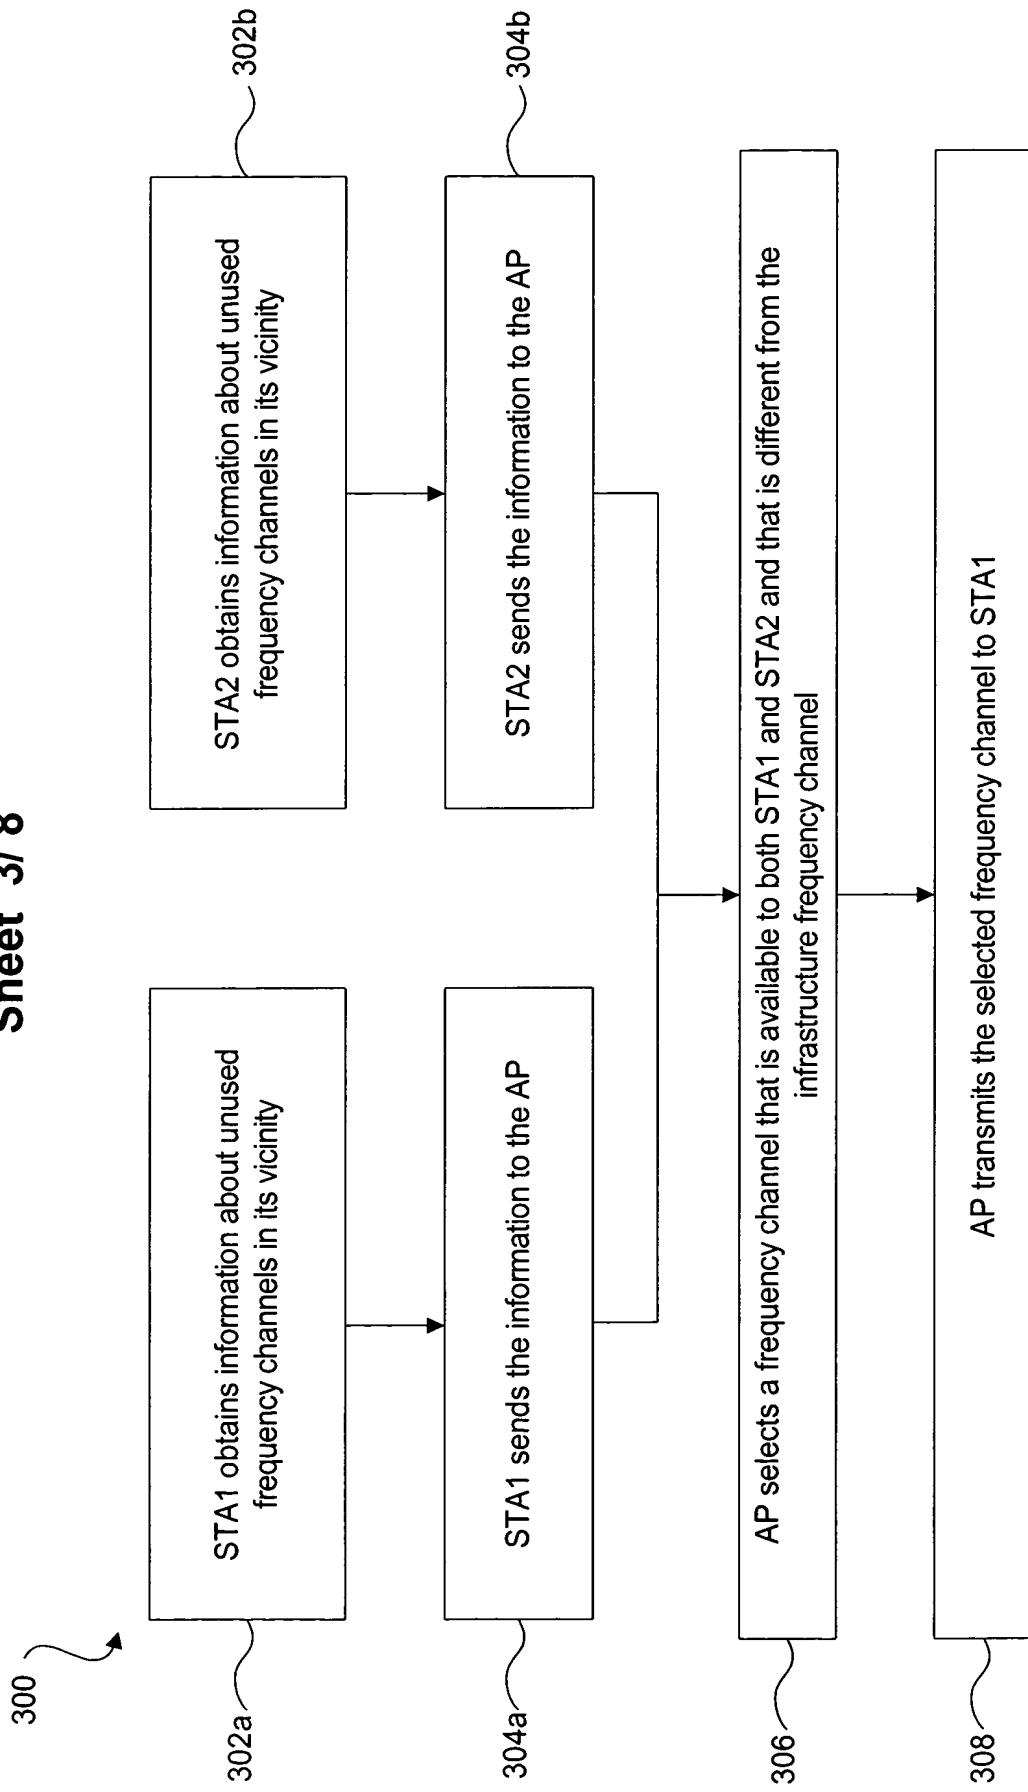 Sheet 3/ 8
300
302a
STA1 obtains information about unused
frequency channels in its vicinity
STA2 obtains information about unused
frequency channels in its vicinity
302b
304a
STA1 sends the information to the AP
STA2 sends the information to the AP
304b
306
AP selects a frequency channel that is available to both STA1 and STA2 and that is different from the
infrastructure frequency channel
308
AP transmits the selected frequency channel to STA1